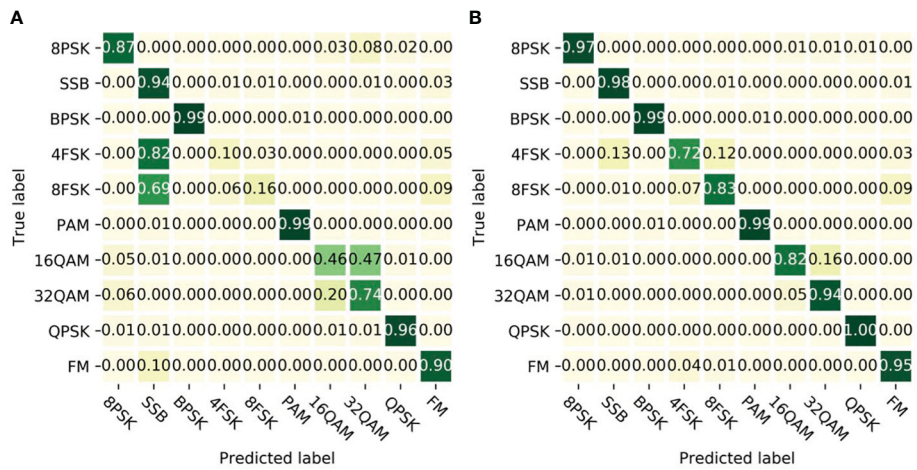 A
B
8PSK 0.87 0.00 0.00 0.00 0.00 0.00 0.03 0.08 0.02 0.00
SSB 0.00 0.94 0.00 0.01 0.01 0.00 0.00 0.01 0.00 0.03
BPSK 0.00 0.00 0.99 0.00 0.00 0.01 0.00 0.00 0.00 0.00
4FSK 0.00 0.82 0.00 0.10 0.03 0.00 0.00 0.00 0.00 0.05
8FSK 0.00 0.69 0.00 0.06 0.16 0.00 0.00 0.00 0.00 0.09
PAM 0.00 0.01 0.00 0.00 0.00 0.99 0.00 0.00 0.00 0.00
16QAM 0.05 0.01 0.00 0.00 0.00 0.00 0.46 0.47 0.01 0.00
32QAM 0.06 0.00 0.00 0.00 0.00 0.00 0.20 0.74 0.00 0.00
QPSK 0.01 0.01 0.00 0.00 0.00 0.00 0.01 0.01 0.96 0.00
FM 0.00 0.10 0.00 0.00 0.00 0.00 0.00 0.00 0.00 0.90
True label
8PSK SSB BPSK 4FSK 8FSK PAM 16QAM 32QAM QPSK FM
Predicted label
8PSK 0.97 0.00 0.00 0.00 0.00 0.00 0.01 0.01 0.01 0.00
SSB 0.00 0.98 0.00 0.00 0.01 0.00 0.00 0.00 0.00 0.01
BPSK 0.00 0.00 0.99 0.00 0.00 0.01 0.00 0.00 0.00 0.00
4FSK 0.00 0.13 0.00 0.72 0.12 0.00 0.00 0.00 0.00 0.03
8FSK 0.00 0.01 0.00 0.07 0.83 0.00 0.00 0.00 0.00 0.09
PAM 0.00 0.00 0.01 0.00 0.00 0.99 0.00 0.00 0.00 0.00
16QAM 0.01 0.01 0.00 0.00 0.00 0.00 0.82 0.16 0.00 0.00
32QAM 0.01 0.00 0.00 0.00 0.00 0.00 0.05 0.94 0.00 0.00
QPSK 0.00 0.00 0.00 0.00 0.00 0.00 0.00 0.00 1.00 0.00
FM 0.00 0.00 0.00 0.04 0.01 0.00 0.00 0.00 0.00 0.95
True label
8PSK SSB BPSK 4FSK 8FSK PAM 16QAM 32QAM QPSK FM
Predicted label